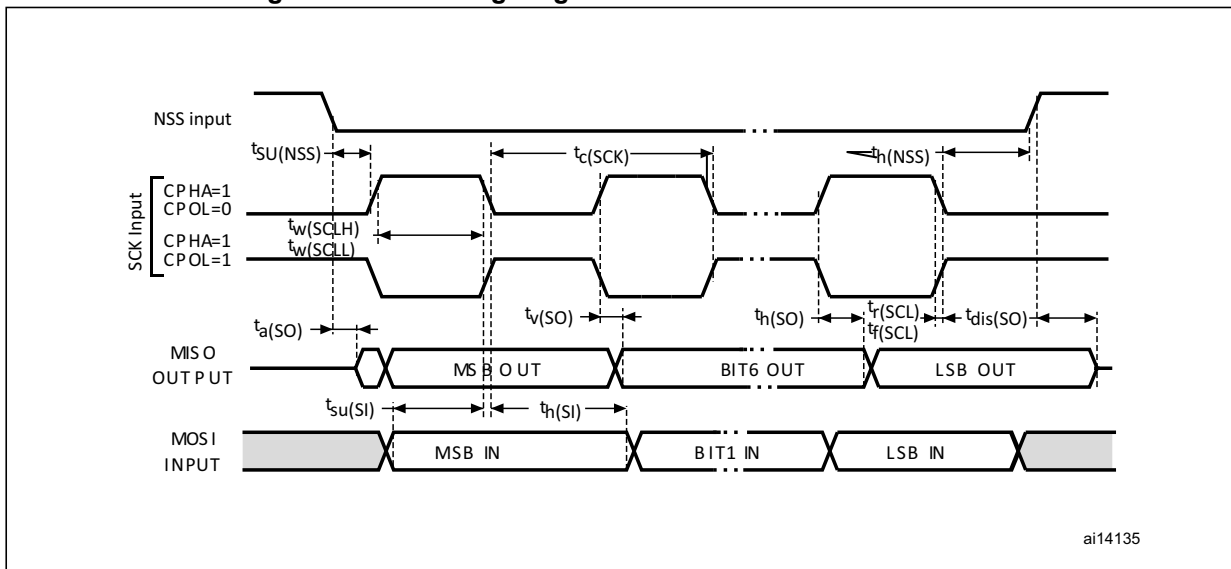 NSS input
tSU(NSS)
tc(SCK)
th(NSS)
SCK Input
CPHA=1
CPOL=0
tw(SCLH)
tw(SCLL)
CPHA=1
CPOL=1
ta(SO)
tv(SO)
th(SO)
tr(SCL)
tf(SCL)
tdis(SO)
MISO
OUTPUT
MSB OUT
BIT6 OUT
LSB OUT
tsu(SI)
th(SI)
MOSI
INPUT
MSB IN
BIT1 IN
LSB IN
ai14135